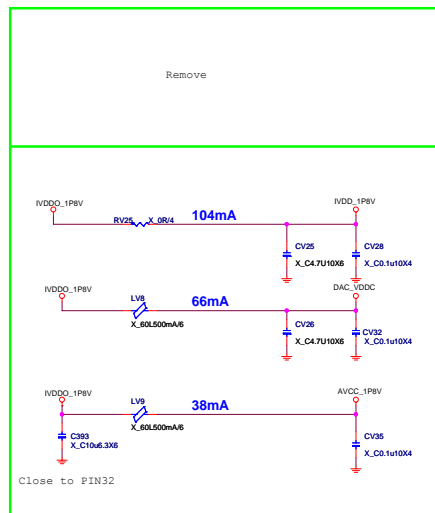 Remove
IVDDO_1P8V
RV25
X_0R/4
104mA
IVDD_1P8V
CV25
X_C4.7U10X6
CV28
X_C0.1u10X4
IVDDO_1P8V
LV8
X_60L500mA/6
66mA
DAC_VDDC
CV26
X_C4.7U10X6
CV32
X_C0.1u10X4
IVDDO_1P8V
LV9
X_60L500mA/6
38mA
AVCC_1P8V
C393
X_C10u6.3X6
CV35
X_C0.1u10X4
Close to PIN32